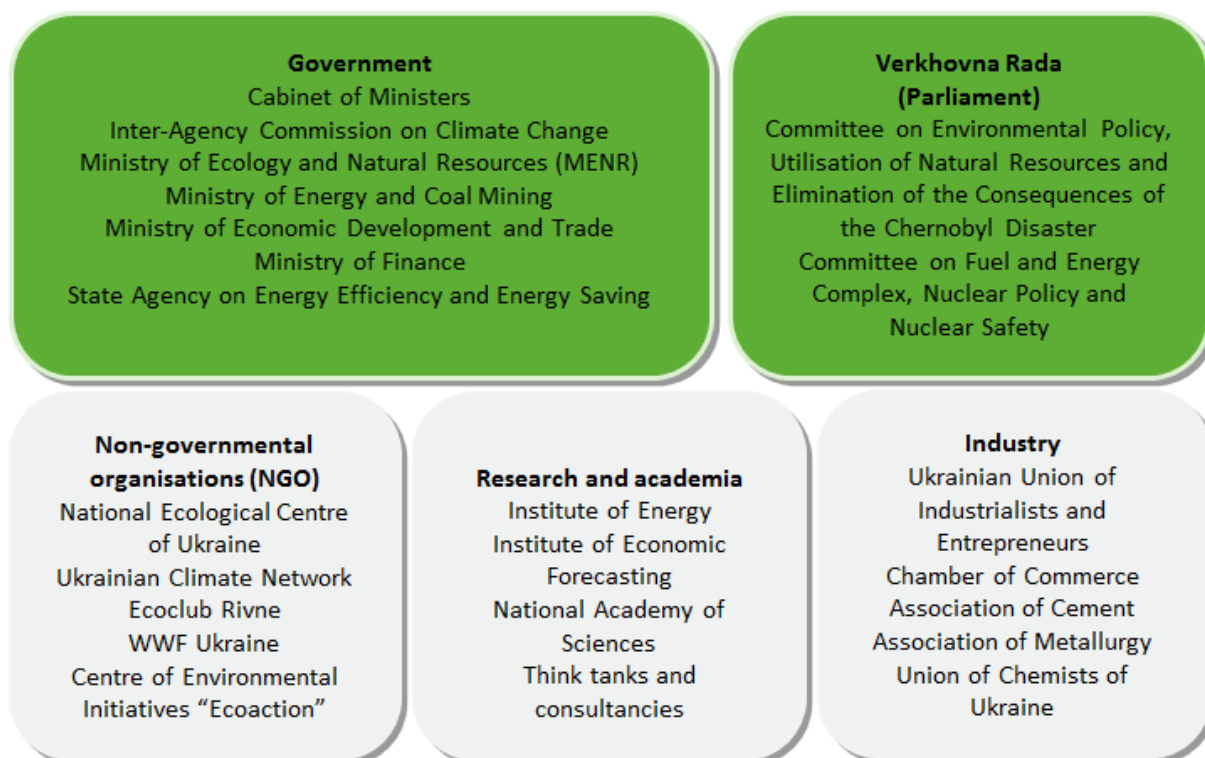 Government
Cabinet of Ministers
Inter-Agency Commission on Climate Change
Ministry of Ecology and Natural Resources (MENR)
Ministry of Energy and Coal Mining
Ministry of Economic Development and Trade
Ministry of Finance
State Agency on Energy Efficiency and Energy Saving
Verkhovna Rada
(Parliament)
Committee on Environmental Policy,
Utilisation of Natural Resources and
Elimination of the Consequences of
the Chernobyl Disaster
Committee on Fuel and Energy
Complex, Nuclear Policy and
Nuclear Safety
Non-governmental
organisations (NGO)
National Ecological Centre
of Ukraine
Ukrainian Climate Network
Ecoclub Rivne
WWF Ukraine
Centre of Environmental
Initiatives “Ecoaction”
Research and academia
Institute of Energy
Institute of Economic
Forecasting
National Academy of
Sciences
Think tanks and
consultancies
Industry
Ukrainian Union of
Industrialists and
Entrepreneurs
Chamber of Commerce
Association of Cement
Association of Metallurgy
Union of Chemists of
Ukraine